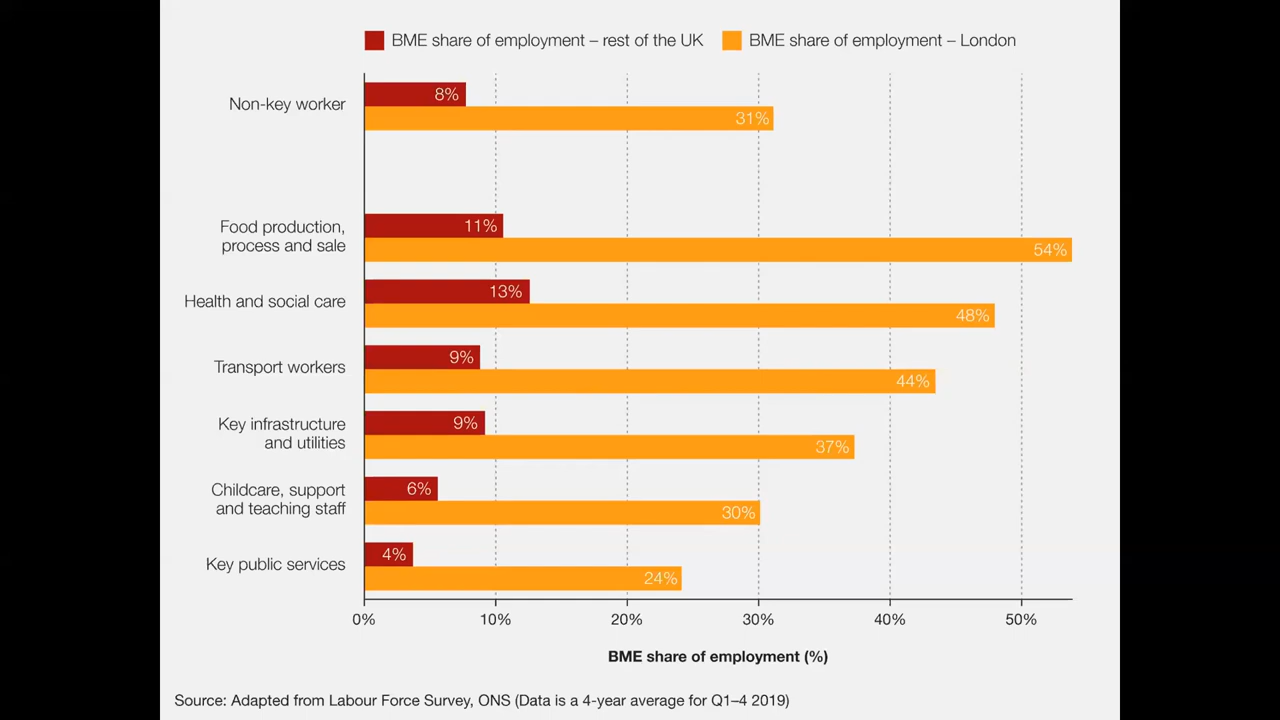 BME share of employment – rest of the UK
BME share of employment – London
Non-key worker
8%
31%
Food production,
process and sale
11%
54%
Health and social care
13%
48%
Transport workers
9%
44%
Key infrastructure
and utilities
9%
37%
Childcare, support
and teaching staff
6%
30%
Key public services
4%
24%
0%
10%
20%
30%
40%
50%
BME share of employment (%)
Source: Adapted from Labour Force Survey, ONS (Data is a 4-year average for Q1–4 2019)